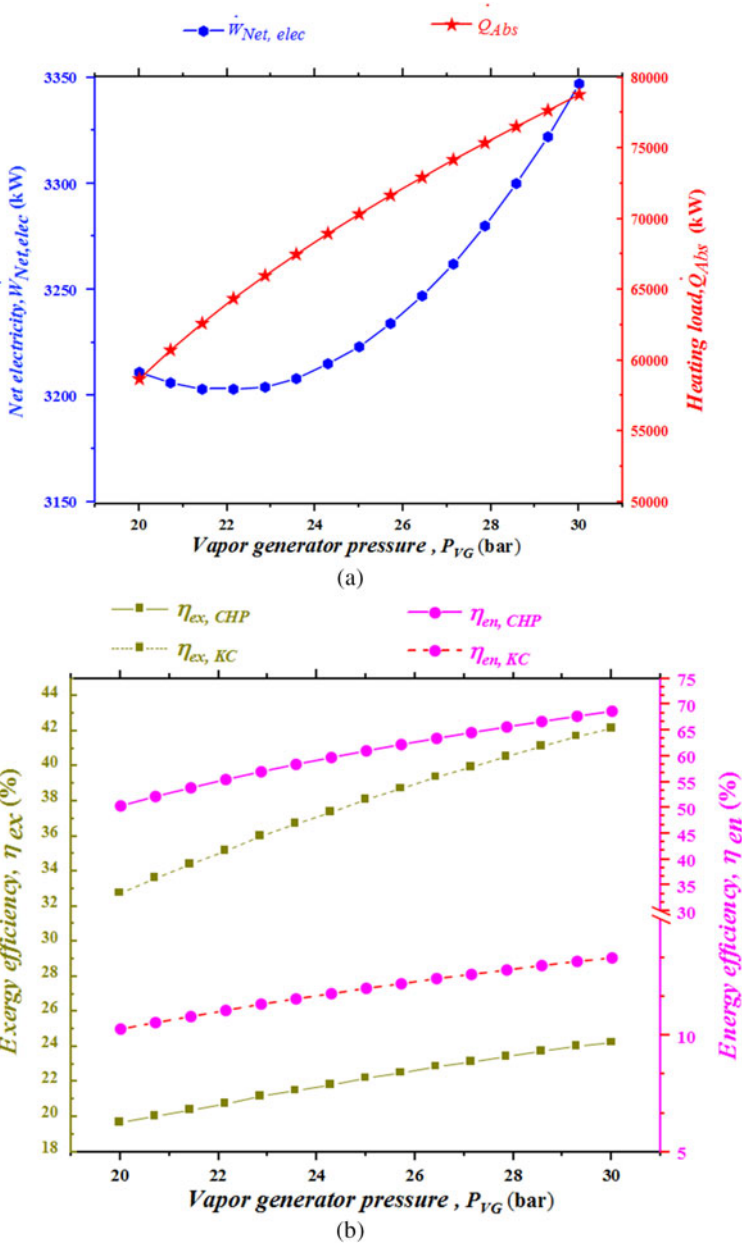 Ẇ_Net, elec Q̇_Abs
20 22 24 26 28 30
Net electricity, Ẇ_Net,elec (kW)
3350
3300
3250
3200
3150
80000
75000
70000
65000
60000
55000
50000
Heating load, Q̇_Abs (kW)
Vapor generator pressure , P_VG (bar)
(a)
η_ex, CHP η_en, CHP
η_ex, KC η_en, KC
20 22 24 26 28 30
Exergy efficiency, η_ex (%)
44
42
40
38
36
34
32
30
28
26
24
22
20
18
75
70
65
60
55
50
45
40
35
30
10
5
Energy efficiency, η_en (%)
Vapor generator pressure , P_VG (bar)
(b)